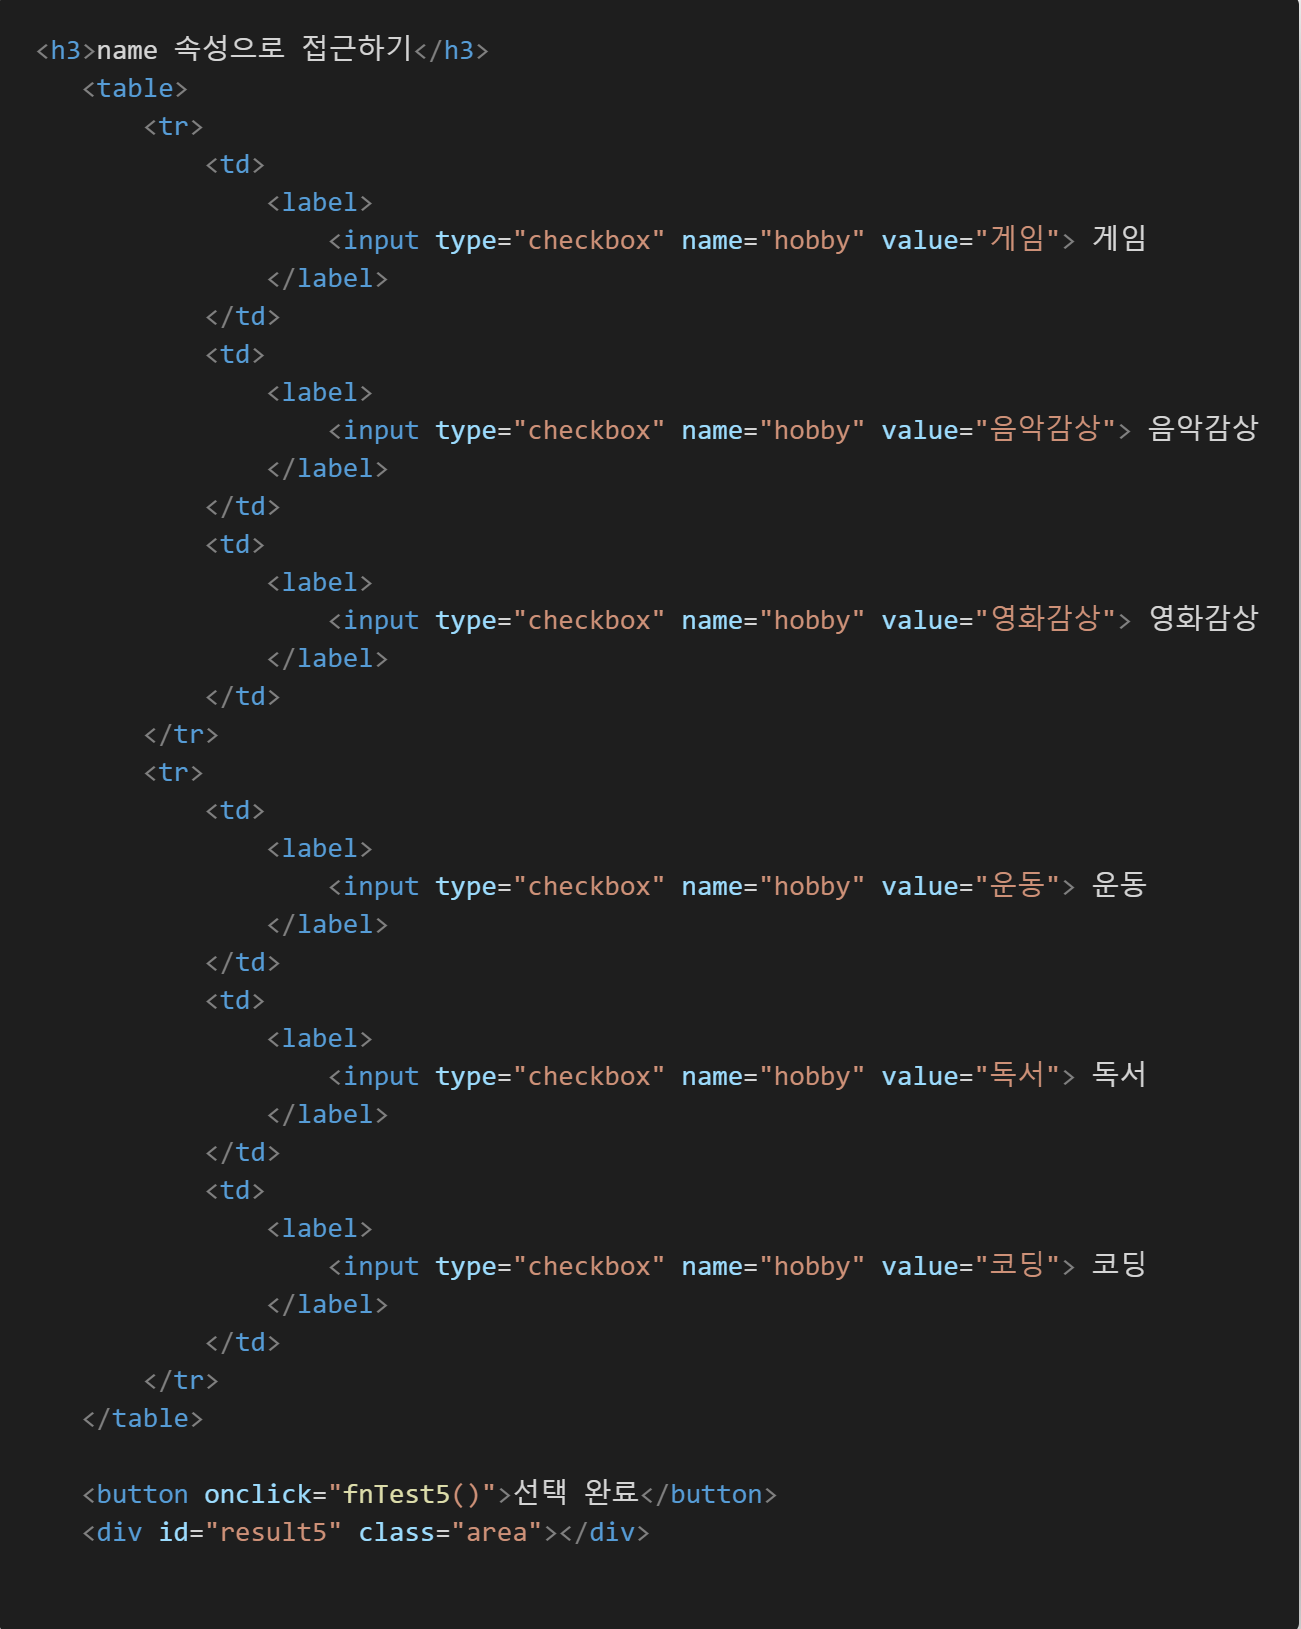 <h3>name 속성으로 접근하기</h3>
<table>
<tr>
<td>
<label>
<input type="checkbox" name="hobby" value="게임"> 게임
</label>
</td>
<td>
<label>
<input type="checkbox" name="hobby" value="음악감상"> 음악감상
</label>
</td>
<td>
<label>
<input type="checkbox" name="hobby" value="영화감상"> 영화감상
</label>
</td>
</tr>
<tr>
<td>
<label>
<input type="checkbox" name="hobby" value="운동"> 운동
</label>
</td>
<td>
<label>
<input type="checkbox" name="hobby" value="독서"> 독서
</label>
</td>
<td>
<label>
<input type="checkbox" name="hobby" value="코딩"> 코딩
</label>
</td>
</tr>
</table>
<button onclick="fnTest5()">선택 완료</button>
<div id="result5" class="area"></div>